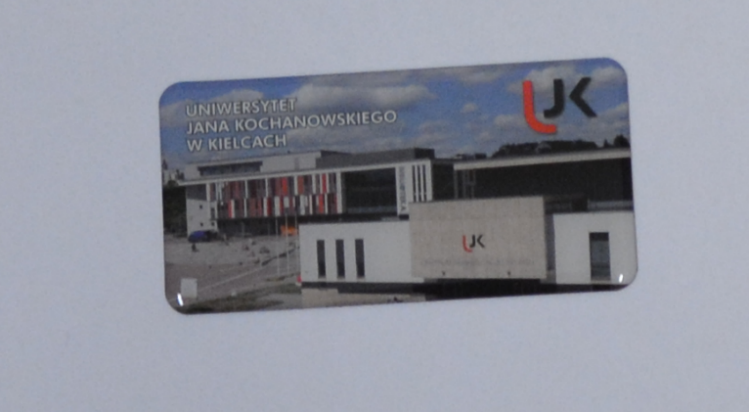 UNIWERSYTET
JANA KOCHANOWSKIEGO
W KIELCACH
UJK
UJK